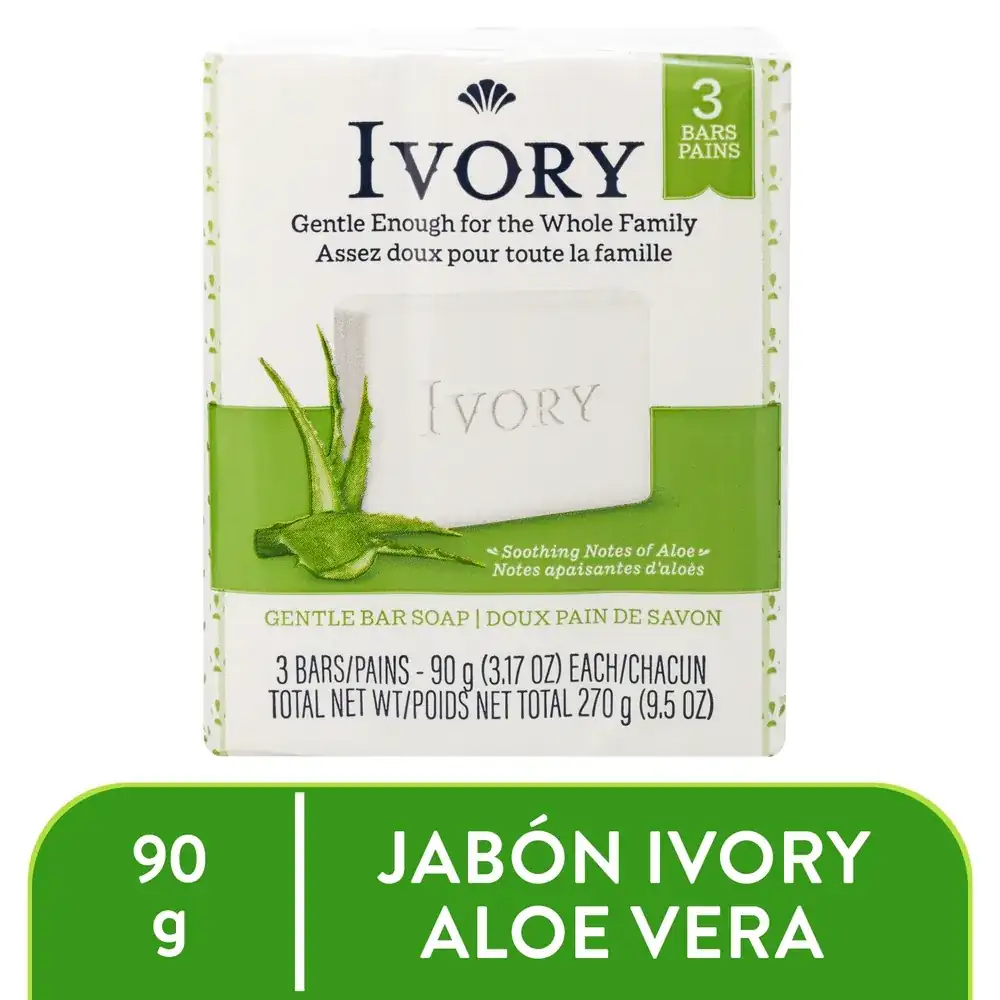 IVORY
3
BARS
PAINS
Gentle Enough for the Whole Family
Assez doux pour toute la famille
IVORY
Soothing Notes of Aloe
Notes apaisantes d'aloès
GENTLE BAR SOAP | DOUX PAIN DE SAVON
3 BARS/PAINS - 90 g (3.17 OZ) EACH/CHACUN
TOTAL NET WT/POIDS NET TOTAL 270 g (9.5 OZ)
90
g
JABÓN IVORY
ALOE VERA